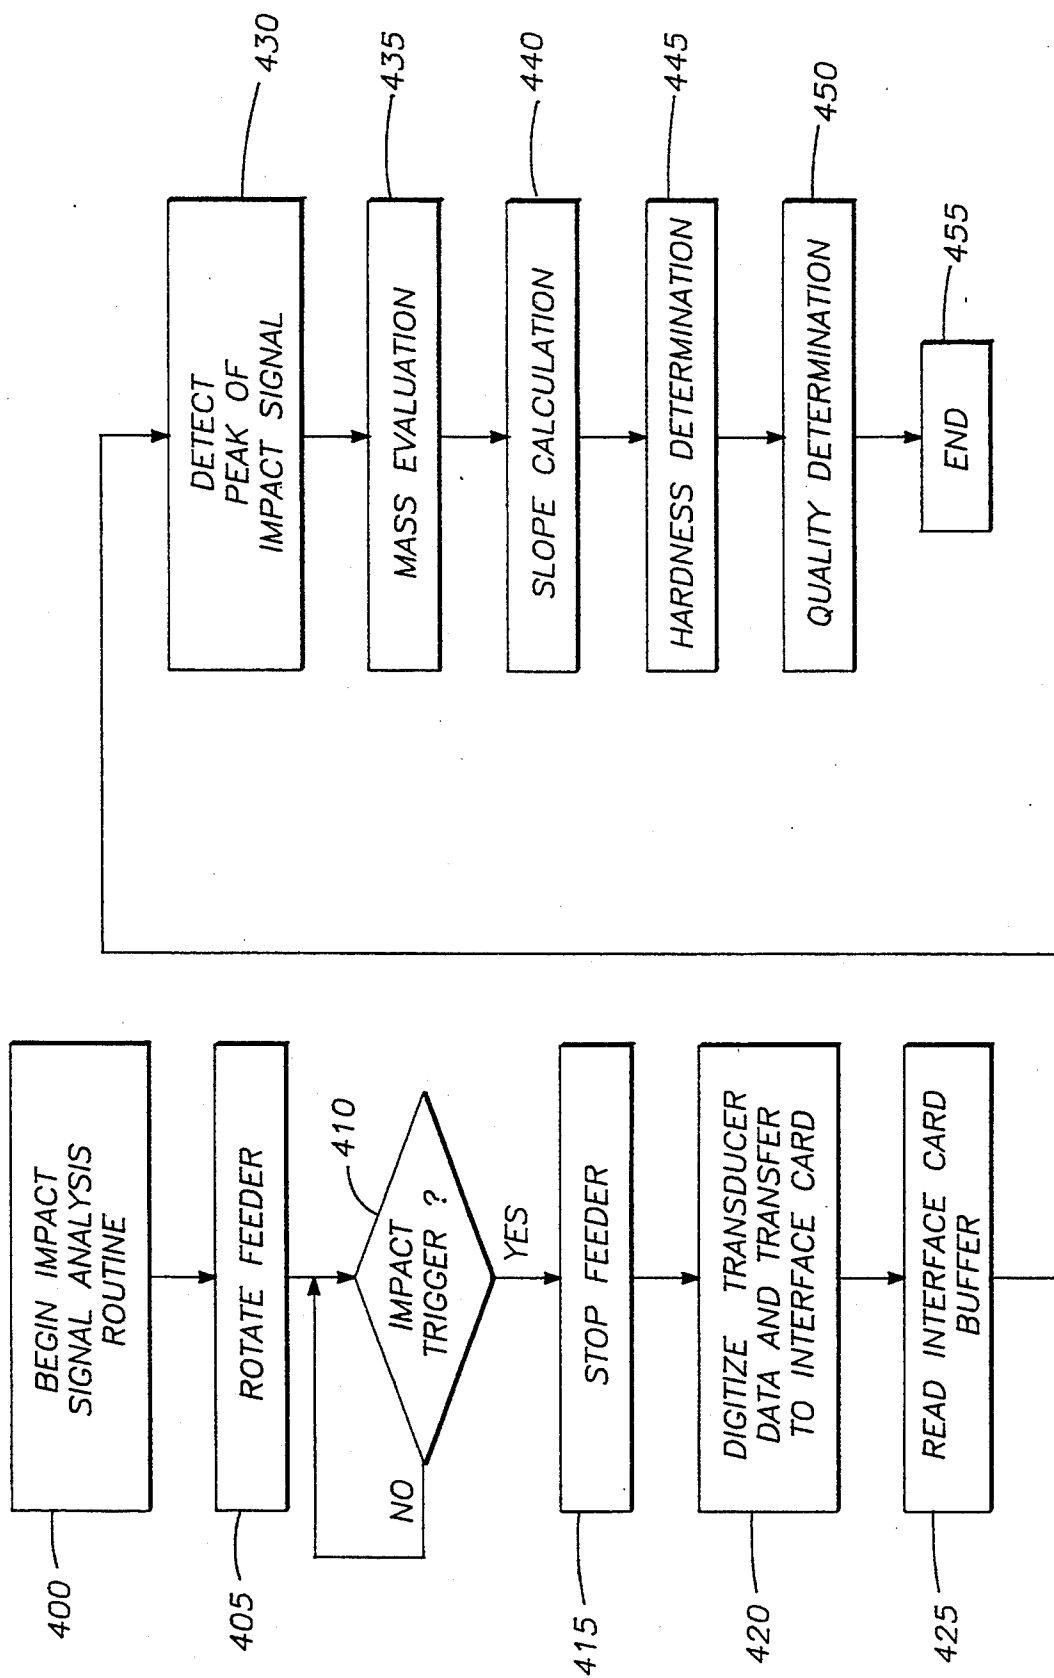 400
BEGIN IMPACT
SIGNAL ANALYSIS
ROUTINE
405
ROTATE FEEDER
410
IMPACT
TRIGGER ?
NO
YES
415
STOP FEEDER
420
DIGITIZE TRANSDUCER
DATA AND TRANSFER
TO INTERFACE CARD
425
READ INTERFACE CARD
BUFFER
430
DETECT
PEAK OF
IMPACT SIGNAL
435
MASS EVALUATION
440
SLOPE CALCULATION
445
HARDNESS DETERMINATION
450
QUALITY DETERMINATION
455
END